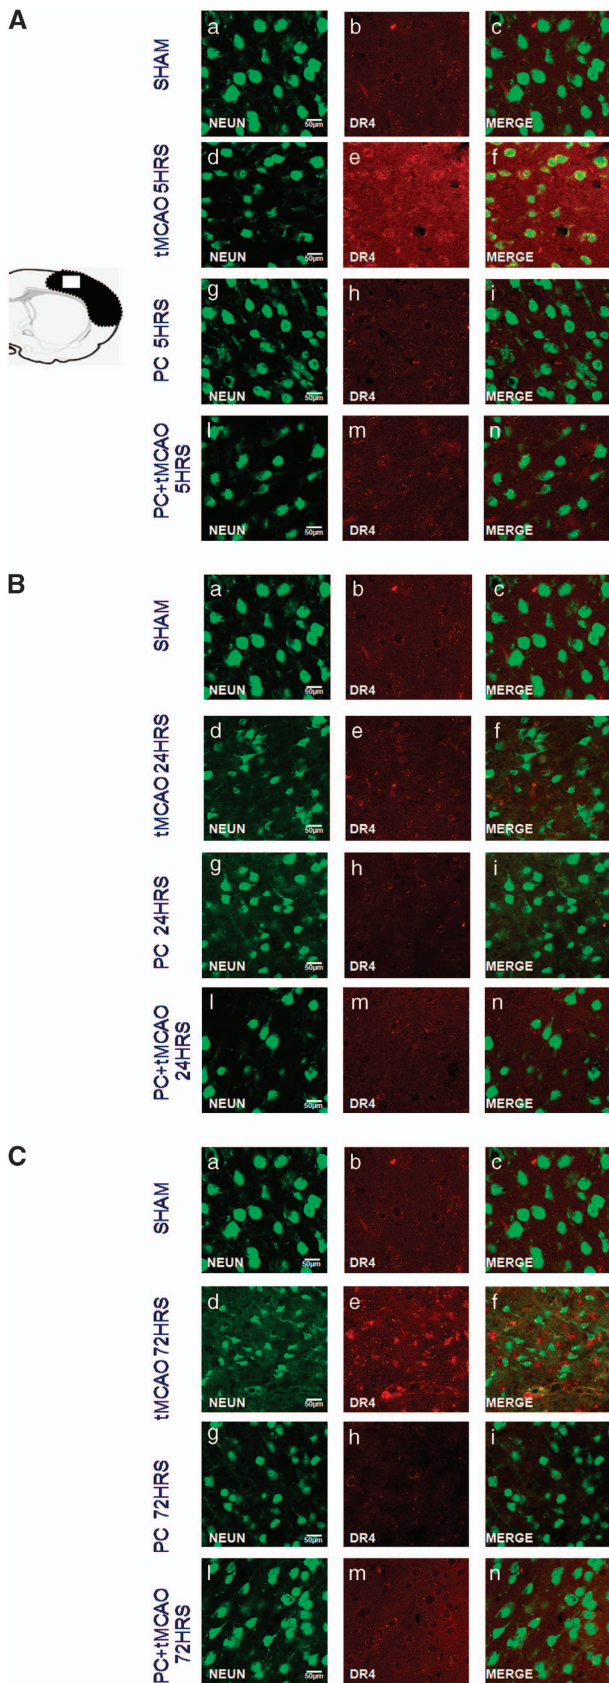 A
SHAM
a
NEUN
50µm
b
DR4
c
MERGE
tMCAO 5HRS
d
NEUN
50µm
e
DR4
f
MERGE
PC 5HRS
g
NEUN
50µm
h
DR4
i
MERGE
PC+tMCAO
5HRS
l
NEUN
50µm
m
DR4
n
MERGE
B
SHAM
a
NEUN
50µm
b
DR4
c
MERGE
tMCAO 24HRS
d
NEUN
50µm
e
DR4
f
MERGE
PC 24HRS
g
NEUN
50µm
h
DR4
i
MERGE
PC+tMCAO
24HRS
l
NEUN
50µm
m
DR4
n
MERGE
C
SHAM
a
NEUN
50µm
b
DR4
c
MERGE
tMCAO 72HRS
d
NEUN
50µm
e
DR4
f
MERGE
PC 72HRS
g
NEUN
50µm
h
DR4
i
MERGE
PC+tMCAO
72HRS
l
NEUN
50µm
m
DR4
n
MERGE